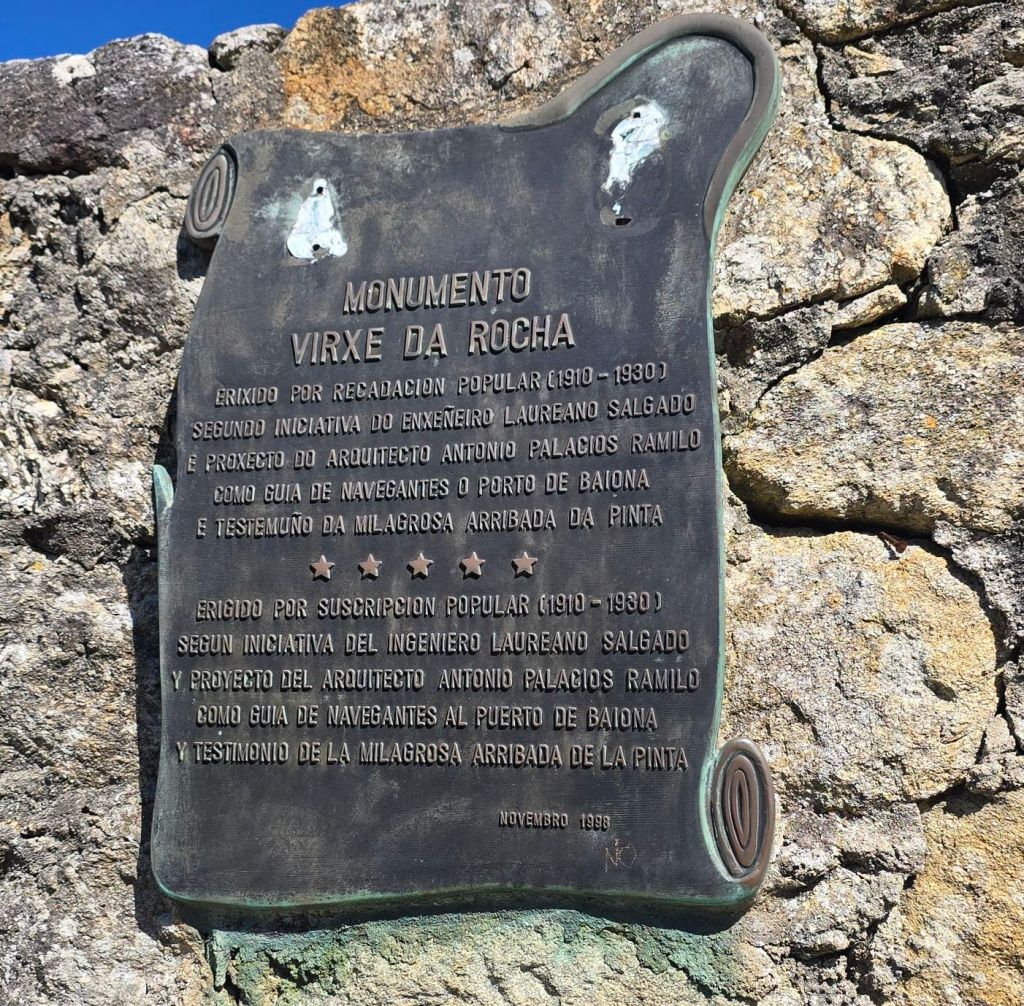 MONUMENTO
VIRXE DA ROCHA
ERIXIDO POR RECADACION POPULAR (1910-1930)
SEGUNDO INICIATIVA DO ENXEÑEIRO LAUREANO SALGADO
E PROXECTO DO ARQUITECTO ANTONIO PALACIOS RAMILO
COMO GUIA DE NAVEGANTES O PORTO DE BAIONA
E TESTEMUÑO DA MILAGROSA ARRIBADA DA PINTA
ERIGIDO POR SUSCRIPCION POPULAR (1910-1930)
SEGUN INICIATIVA DEL INGENIERO LAUREANO SALGADO
Y PROYECTO DEL ARQUITECTO ANTONIO PALACIOS RAMILO
COMO GUIA DE NAVEGANTES AL PUERTO DE BAIONA
Y TESTIMONIO DE LA MILAGROSA ARRIBADA DE LA PINTA
NOVEMBRO 1998